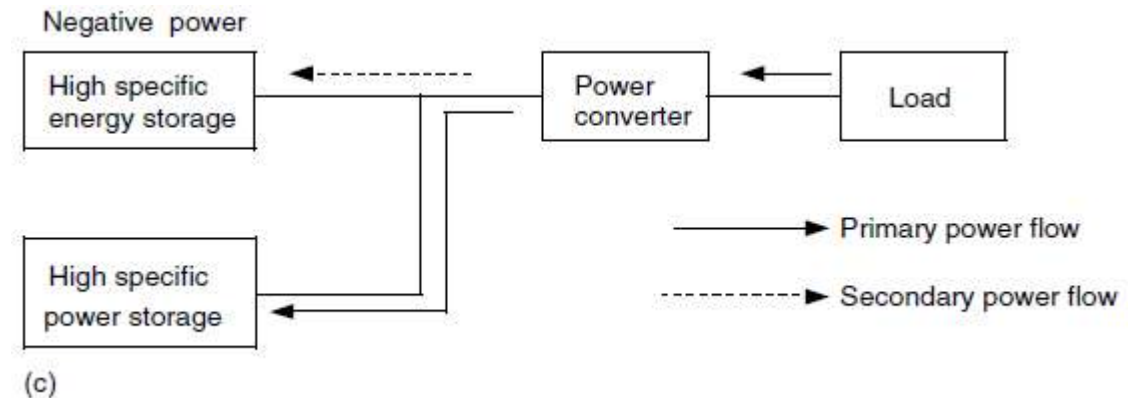 Negative power
High specific
energy storage
Power
converter
Load
High specific
power storage
Primary power flow
Secondary power flow
(c)